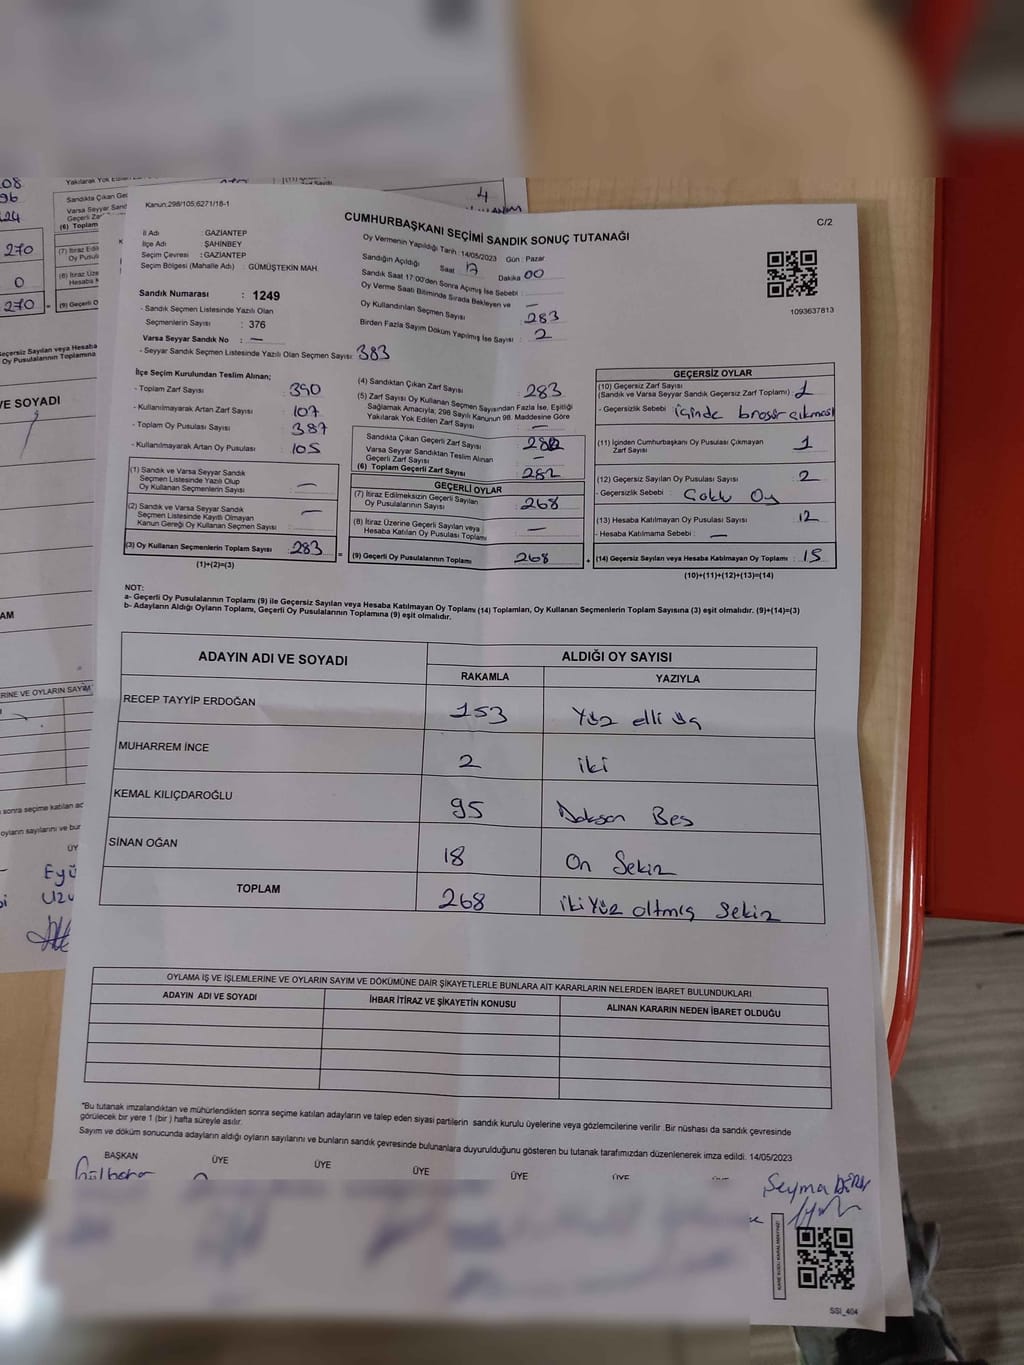 Kanun:298/105;6271/18-1
CUMHURBAŞKANI SEÇİMİ SANDIK SONUÇ TUTANAĞI
C/2
İl Adı : GAZİANTEP
İlçe Adı : ŞAHİNBEY
Seçim Çevresi : GAZİANTEP
Seçim Bölgesi (Mahalle Adı) : GÜMÜŞTEKİN MAH.
Sandık Numarası : 1249
- Sandık Seçmen Listesinde Yazılı Olan
Seçmenlerin Sayısı : 376
Varsa Seyyar Sandık No : —
- Seyyar Sandık Seçmen Listesinde Yazılı Olan Seçmen Sayısı: 383
Oy Vermenin Yapıldığı Tarih :14/05/2023 Gün : Pazar
Sandığın Açıldığı Saat 17 Dakika 00
Sandık Saat 17:00'den Sonra Açılmış İse Sebebi :
Oy Verme Saati Bitiminde Sırada Bekleyen ve —
Oy Kullandırılan Seçmen Sayısı : 283
Birden Fazla Sayım Döküm Yapılmış İse Sayısı : 2
1093637813
İlçe Seçim Kurulundan Teslim Alınan;
- Toplam Zarf Sayısı : 390
- Kullanılmayarak Artan Zarf Sayısı : 107
- Toplam Oy Pusulası Sayısı : 387
- Kullanılmayarak Artan Oy Pusulası : 105
(1) Sandık ve Varsa Seyyar Sandık
Seçmen Listesinde Yazılı Olup
Oy Kullanan Seçmenlerin Sayısı : —
(2) Sandık ve Varsa Seyyar Sandık
Seçmen Listesinde Kayıtlı Olmayan
Kanun Gereği Oy Kullanan Seçmen Sayısı : —
(3) Oy Kullanan Seçmenlerin Toplam Sayısı : 283
(1)+(2)=(3)
(4) Sandıktan Çıkan Zarf Sayısı : 283
(5) Zarf Sayısı Oy Kullanan Seçmen Sayısından Fazla İse, Eşitliği
Sağlamak Amacıyla, 298 Sayılı Kanunun 98. Maddesine Göre
Yakılarak Yok Edilen Zarf Sayısı : —
Sandıkta Çıkan Geçerli Zarf Sayısı : 282
Varsa Seyyar Sandıktan Teslim Alınan
Geçerli Zarf Sayısı : —
(6) Toplam Geçerli Zarf Sayısı : 282
GEÇERLİ OYLAR
(7) İtiraz Edilmeksizin Geçerli Sayılan
Oy Pusulalarının Sayısı : 268
(8) İtiraz Üzerine Geçerli Sayılan veya
Hesaba Katılan Oy Pusulası Toplamı : —
(9) Geçerli Oy Pusulalarının Toplamı : 268
GEÇERSİZ OYLAR
(10) Geçersiz Zarf Sayısı
(Sandık ve Varsa Seyyar Sandık Geçersiz Zarf Toplamı) : 1
- Geçersizlik Sebebi : içinde broşür çıkması
(11) İçinden Cumhurbaşkanı Oy Pusulası Çıkmayan
Zarf Sayısı : 1
(12) Geçersiz Sayılan Oy Pusulası Sayısı : 2
- Geçersizlik Sebebi : Çoklu Oy
(13) Hesaba Katılmayan Oy Pusulası Sayısı : 12
- Hesaba Katılmama Sebebi : —
(14) Geçersiz Sayılan veya Hesaba Katılmayan Oy Toplamı : 15
(10)+(11)+(12)+(13)=(14)
NOT:
a- Geçerli Oy Pusulalarının Toplamı (9) ile Geçersiz Sayılan veya Hesaba Katılmayan Oy Toplamı (14) Toplamları, Oy Kullanan Seçmenlerin Toplam Sayısına (3) eşit olmalıdır. (9)+(14)=(3)
b- Adayların Aldığı Oyların Toplamı, Geçerli Oy Pusulalarının Toplamına (9) eşit olmalıdır.
ADAYIN ADI VE SOYADI ALDIĞI OY SAYISI
RAKAMLA YAZIYLA
RECEP TAYYİP ERDOĞAN 153 Yüz elli üç
MUHARREM İNCE 2 iki
KEMAL KILIÇDAROĞLU 95 Doksan Beş
SİNAN OĞAN 18 On Sekiz
TOPLAM 268 iki Yüz altmış Sekiz
OYLAMA İŞ VE İŞLEMLERİNE VE OYLARIN SAYIM VE DÖKÜMÜNE DAİR ŞİKAYETLERLE BUNLARA AİT KARARLARIN NELERDEN İBARET BULUNDUKLARI
ADAYIN ADI VE SOYADI İHBAR İTİRAZ VE ŞİKAYETİN KONUSU ALINAN KARARIN NEDEN İBARET OLDUĞU
*Bu tutanak imzalandıktan ve mühürlendikten sonra seçime katılan adayların ve talep eden siyasi partilerin sandık kurulu üyelerine veya gözlemcilerine verilir .Bir nüshası da sandık çevresinde
görülecek bir yere 1 (bir ) hafta süreyle asılır.
Sayım ve döküm sonucunda adayların aldığı oyların sayılarını ve bunların sandık çevresinde bulunanlara duyurulduğunu gösteren bu tutanak tarafımızdan düzenlenerek imza edildi. 14/05/2023
BAŞKAN ÜYE ÜYE ÜYE ÜYE ÜYE
Şeyma
SSI_404
270
0
270
VE SOYADI